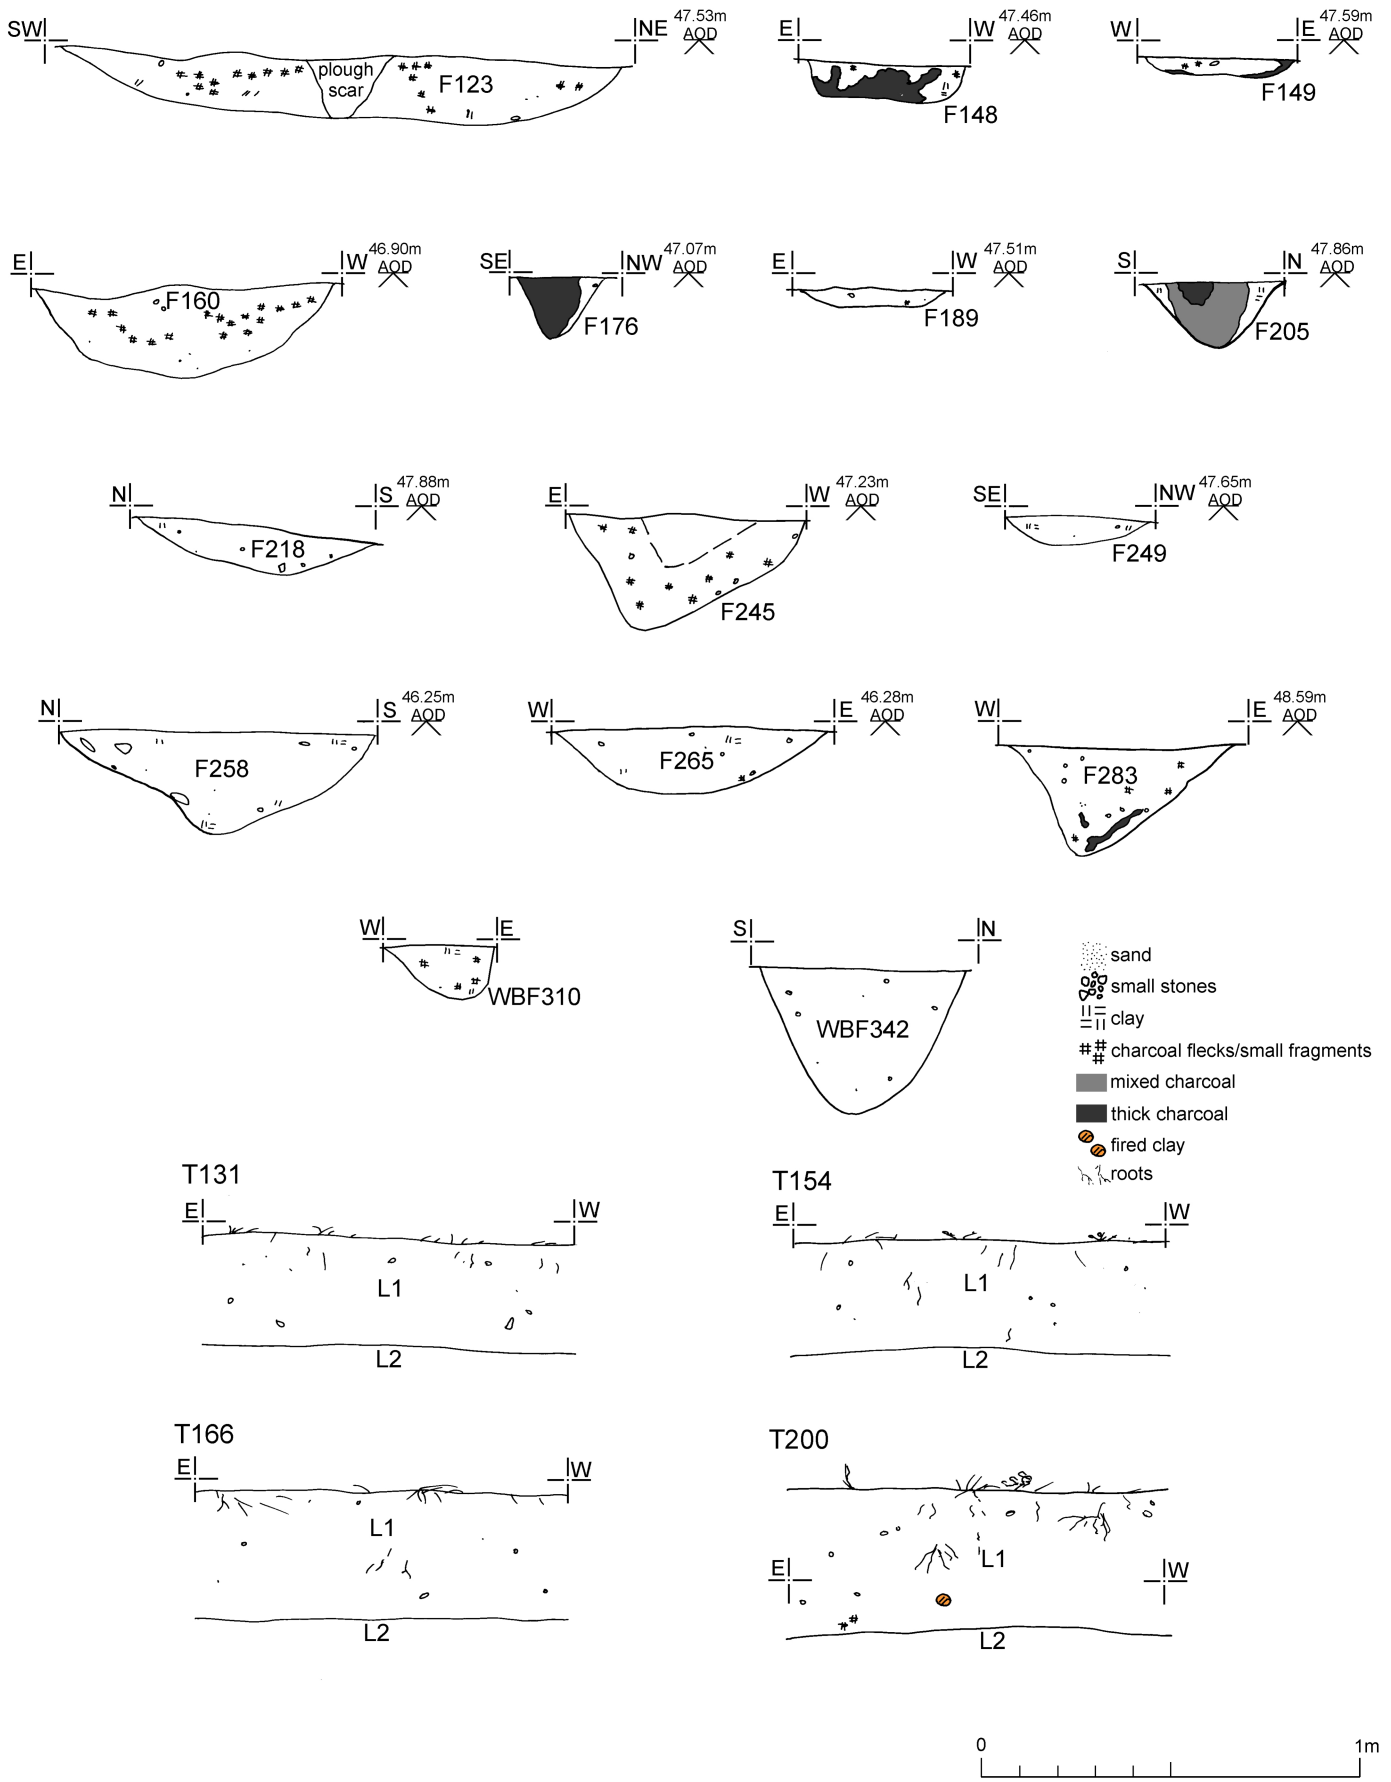 SW NE 47.53m
AOD
plough
scar
F123
E W 47.46m
AOD
F148
W E 47.59m
AOD
F149
E W 46.90m
AOD
F160
SE NW 47.07m
AOD
F176
E W 47.51m
AOD
F189
S N 47.86m
AOD
F205
N S 47.88m
AOD
F218
E W 47.23m
AOD
F245
SE NW 47.65m
AOD
F249
N S 46.25m
AOD
F258
W E 46.28m
AOD
F265
W E 48.59m
AOD
F283
W E
WBF310
S N
WBF342
sand
small stones
clay
charcoal flecks/small fragments
mixed charcoal
thick charcoal
fired clay
roots
T131
E W
L1
L2
T154
E W
L1
L2
T166
E W
L1
L2
T200
L1
E W
L2
0 1m